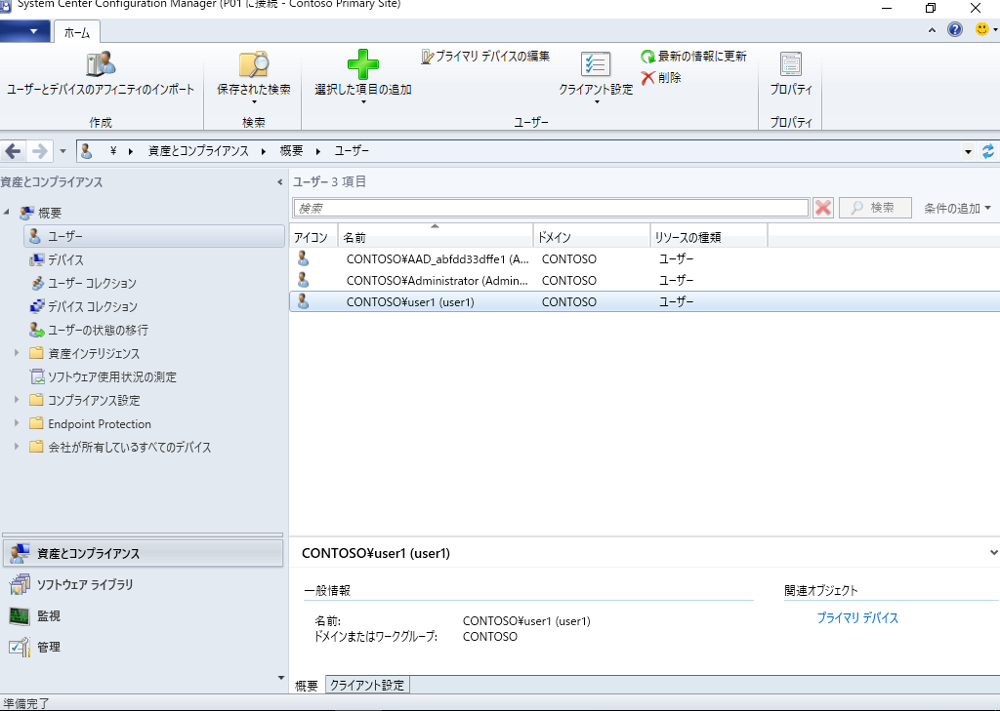 System Center Configuration Manager (P01 に接続 - Contoso Primary Site)
ホーム
ユーザーとデバイスのアフィニティのインポート
保存された検索
選択した項目の追加
プライマリ デバイスの編集
クライアント設定
最新の情報に更新
削除
プロパティ
作成
検索
ユーザー
プロパティ
¥ ▸ 資産とコンプライアンス ▸ 概要 ▸ ユーザー
資産とコンプライアンス
概要
ユーザー
デバイス
ユーザー コレクション
デバイス コレクション
ユーザーの状態の移行
資産インテリジェンス
ソフトウェア使用状況の測定
コンプライアンス設定
Endpoint Protection
会社が所有しているすべてのデバイス
資産とコンプライアンス
ソフトウェア ライブラリ
監視
管理
ユーザー 3 項目
検索
検索
条件の追加
アイコン 名前 ドメイン リソースの種類
CONTOSO¥AAD_abfdd33dffe1 (A... CONTOSO ユーザー
CONTOSO¥Administrator (Admin... CONTOSO ユーザー
CONTOSO¥user1 (user1) CONTOSO ユーザー
CONTOSO¥user1 (user1)
一般情報
名前: CONTOSO¥user1 (user1)
ドメインまたはワークグループ: CONTOSO
関連オブジェクト
プライマリ デバイス
概要 クライアント設定
準備完了